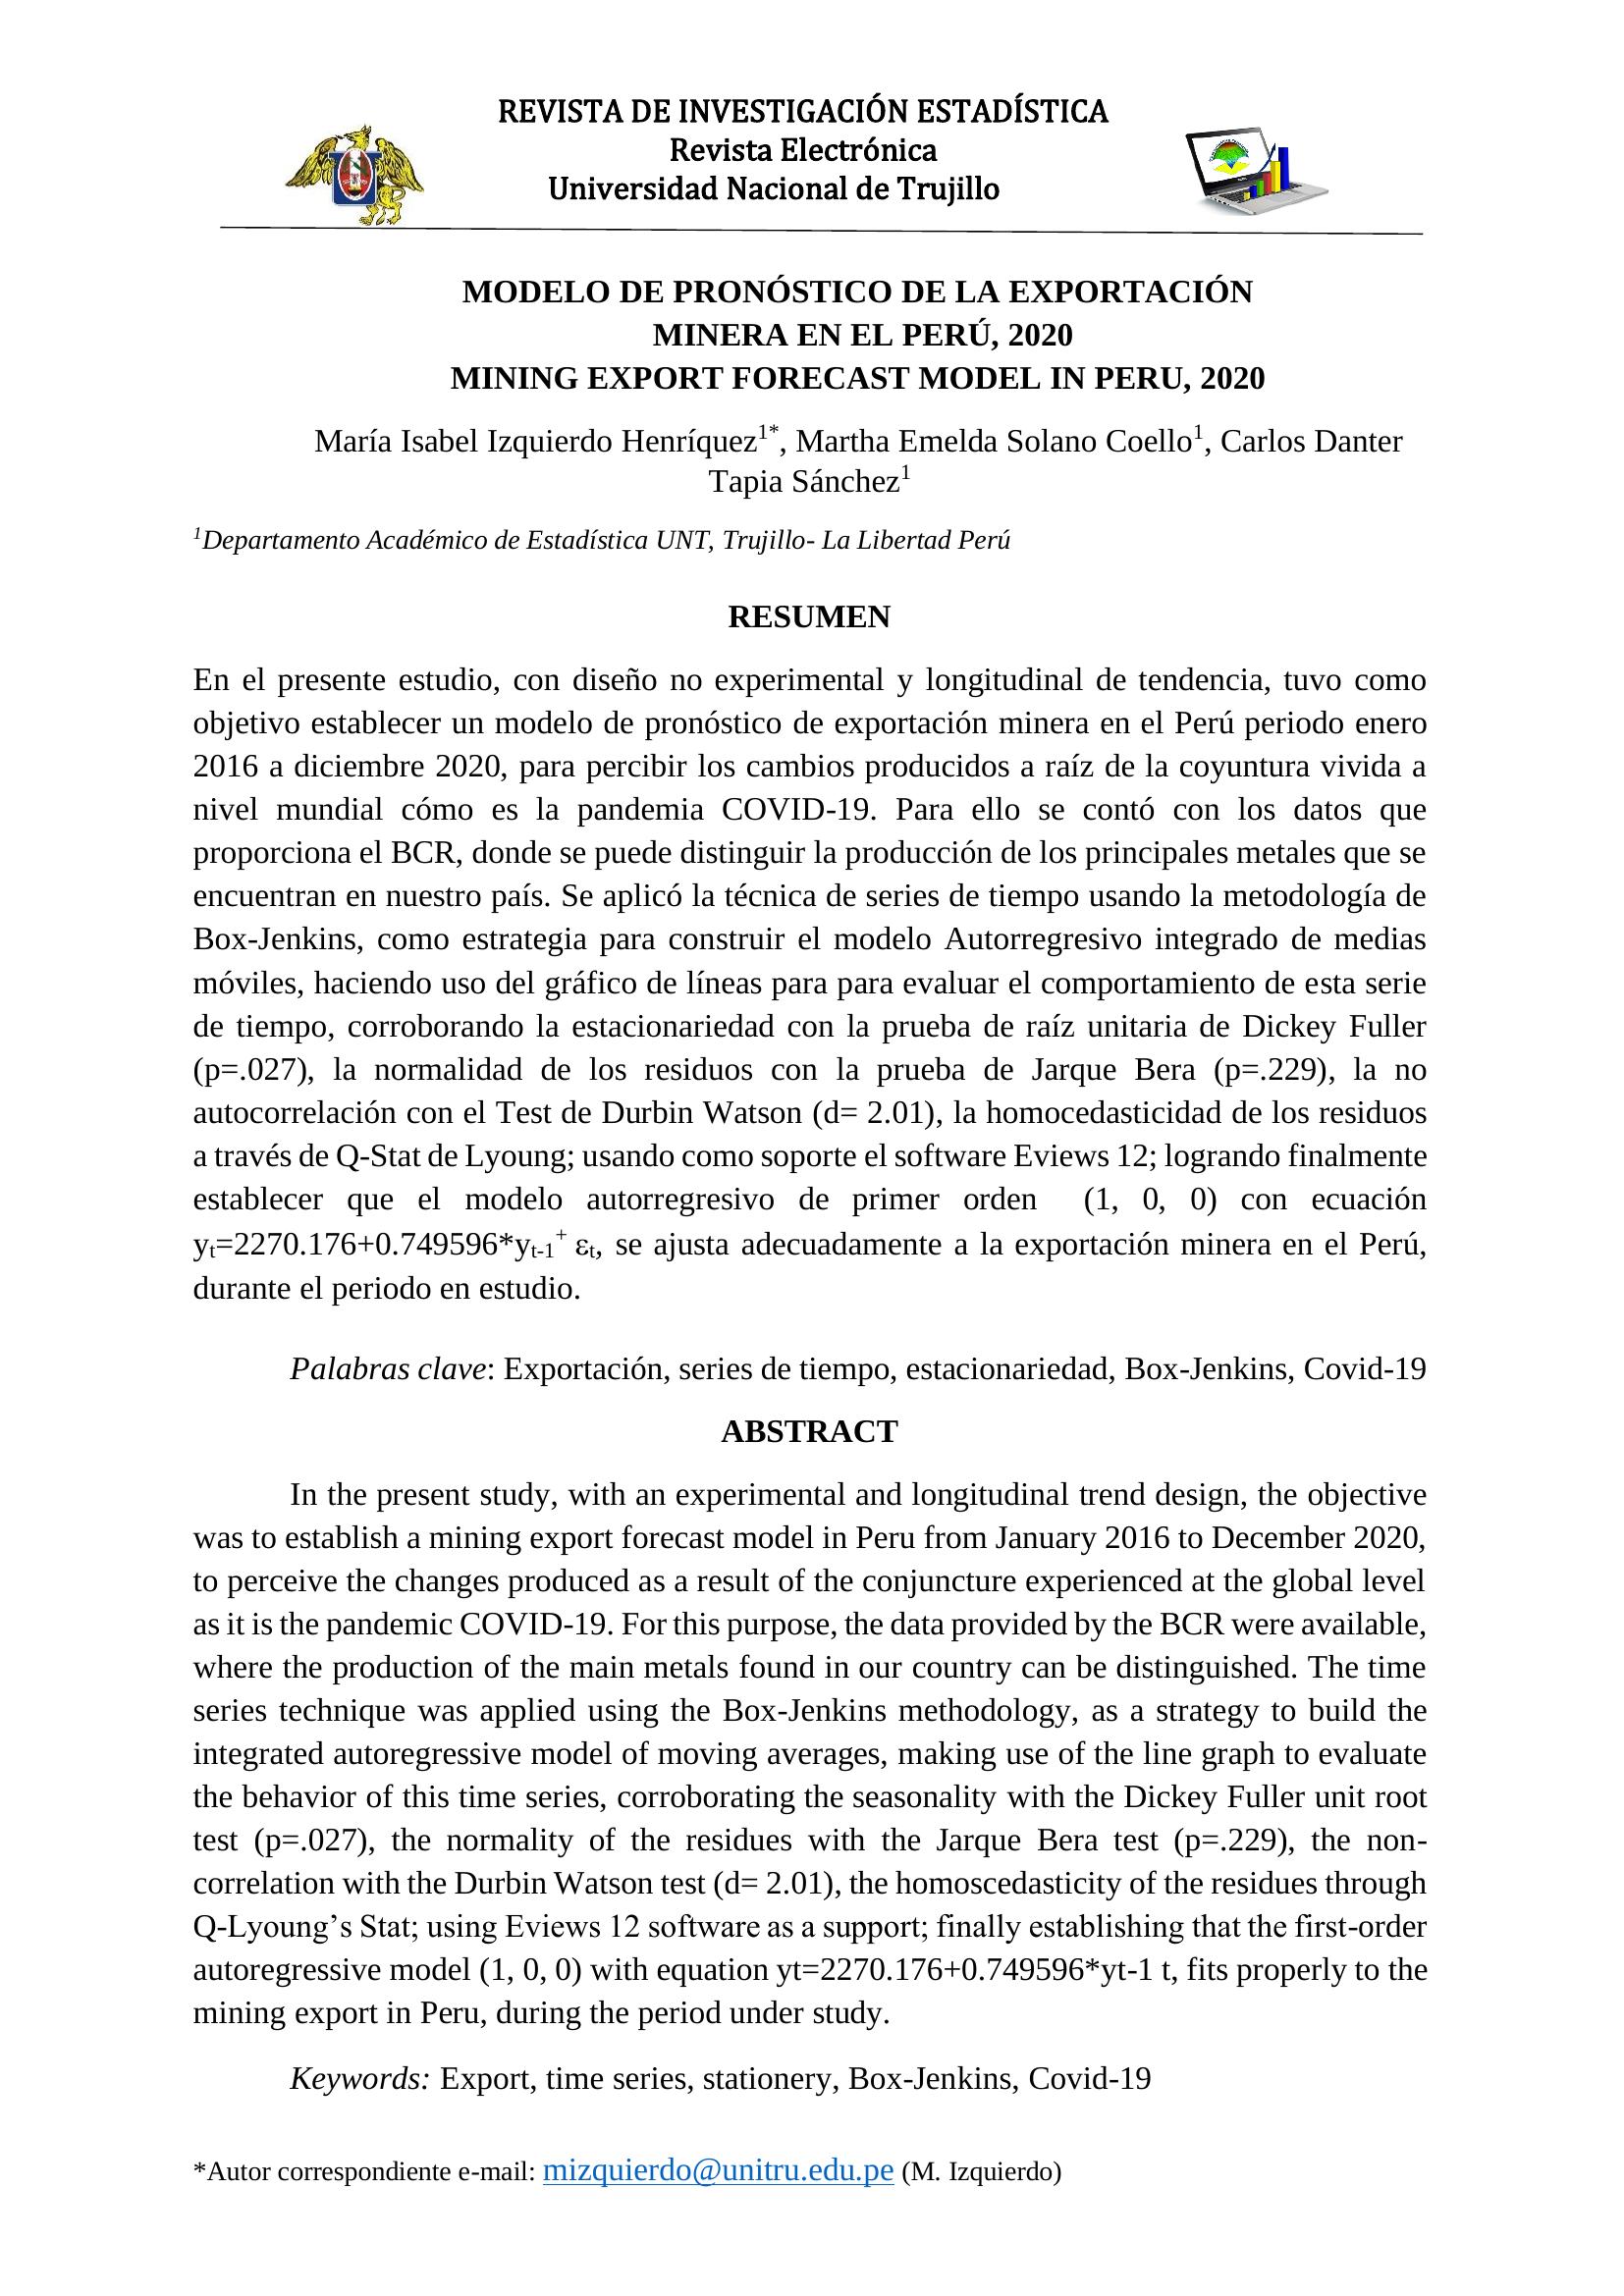 REVISTA DE INVESTIGACIÓN ESTADÍSTICA
Revista Electrónica
Universidad Nacional de Trujillo
MODELO DE PRONÓSTICO DE LA EXPORTACIÓN
MINERA EN EL PERÚ, 2020
MINING EXPORT FORECAST MODEL IN PERU, 2020
María Isabel Izquierdo Henríquez1*, Martha Emelda Solano Coello1, Carlos Danter
Tapia Sánchez1
1Departamento Académico de Estadística UNT, Trujillo- La Libertad Perú
RESUMEN
En el presente estudio, con diseño no experimental y longitudinal de tendencia, tuvo como
objetivo establecer un modelo de pronóstico de exportación minera en el Perú periodo enero
2016 a diciembre 2020, para percibir los cambios producidos a raíz de la coyuntura vivida a
nivel mundial cómo es la pandemia COVID-19. Para ello se contó con los datos que
proporciona el BCR, donde se puede distinguir la producción de los principales metales que se
encuentran en nuestro país. Se aplicó la técnica de series de tiempo usando la metodología de
Box-Jenkins, como estrategia para construir el modelo Autorregresivo integrado de medias
móviles, haciendo uso del gráfico de líneas para para evaluar el comportamiento de esta serie
de tiempo, corroborando la estacionariedad con la prueba de raíz unitaria de Dickey Fuller
(p=.027), la normalidad de los residuos con la prueba de Jarque Bera (p=.229), la no
autocorrelación con el Test de Durbin Watson (d= 2.01), la homocedasticidad de los residuos
a través de Q-Stat de Lyoung; usando como soporte el software Eviews 12; logrando finalmente
establecer que el modelo autorregresivo de primer orden (1, 0, 0) con ecuación
yt=2270.176+0.749596*yt-1+ εt, se ajusta adecuadamente a la exportación minera en el Perú,
durante el periodo en estudio.
Palabras clave: Exportación, series de tiempo, estacionariedad, Box-Jenkins, Covid-19
ABSTRACT
In the present study, with an experimental and longitudinal trend design, the objective
was to establish a mining export forecast model in Peru from January 2016 to December 2020,
to perceive the changes produced as a result of the conjuncture experienced at the global level
as it is the pandemic COVID-19. For this purpose, the data provided by the BCR were available,
where the production of the main metals found in our country can be distinguished. The time
series technique was applied using the Box-Jenkins methodology, as a strategy to build the
integrated autoregressive model of moving averages, making use of the line graph to evaluate
the behavior of this time series, corroborating the seasonality with the Dickey Fuller unit root
test (p=.027), the normality of the residues with the Jarque Bera test (p=.229), the non-
correlation with the Durbin Watson test (d= 2.01), the homoscedasticity of the residues through
Q-Lyoung’s Stat; using Eviews 12 software as a support; finally establishing that the first-order
autoregressive model (1, 0, 0) with equation yt=2270.176+0.749596*yt-1 t, fits properly to the
mining export in Peru, during the period under study.
Keywords: Export, time series, stationery, Box-Jenkins, Covid-19
*Autor correspondiente e-mail: mizquierdo@unitru.edu.pe (M. Izquierdo)